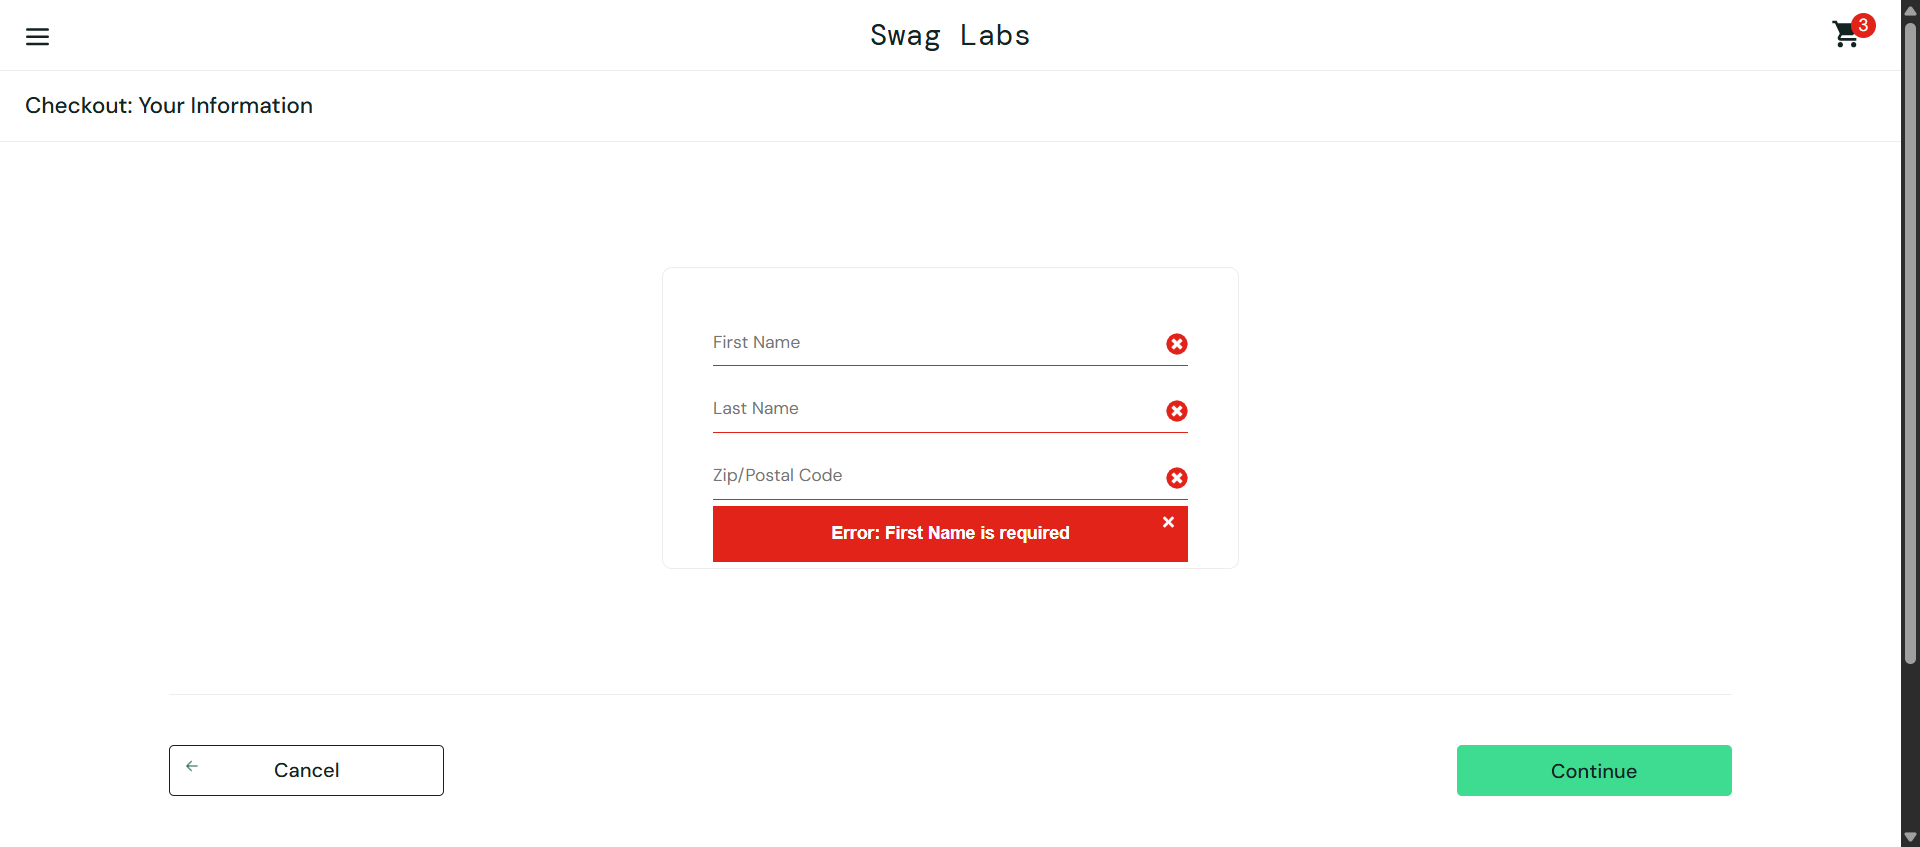 Swag Labs
3
Checkout: Your Information
First Name
Last Name
Zip/Postal Code
Error: First Name is required
Cancel
Continue